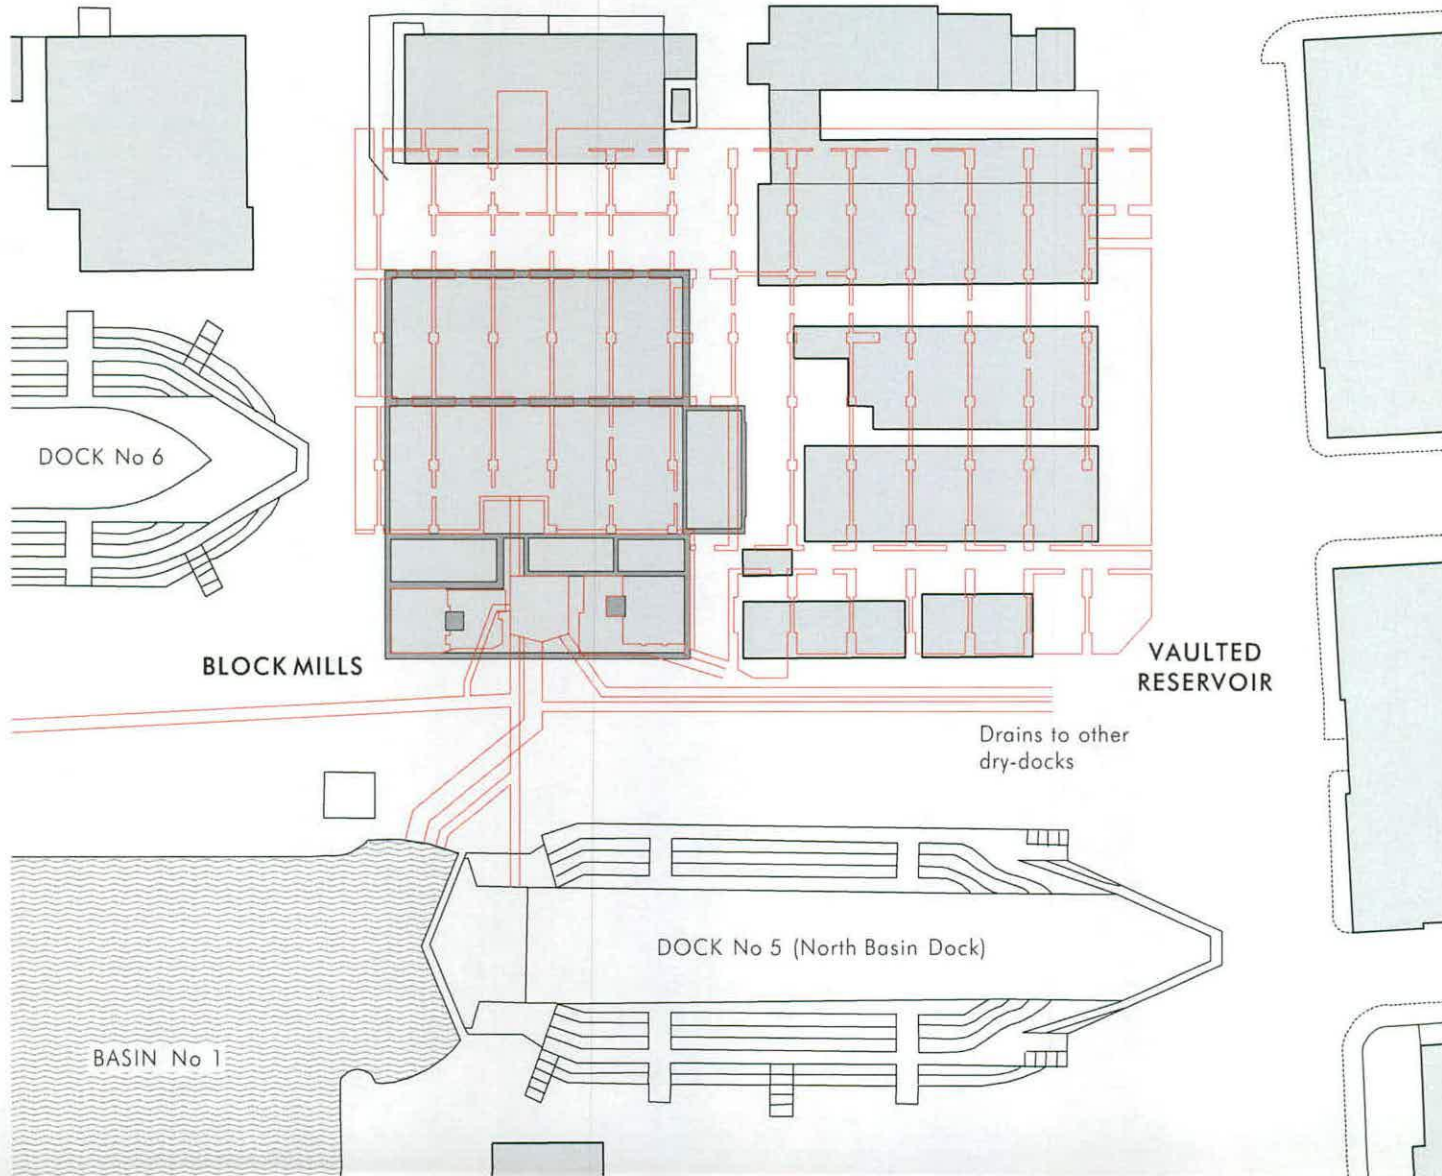 DOCK No 6
BLOCK MILLS
VAULTED
RESERVOIR
Drains to other
dry-docks
DOCK No 5 (North Basin Dock)
BASIN No 1